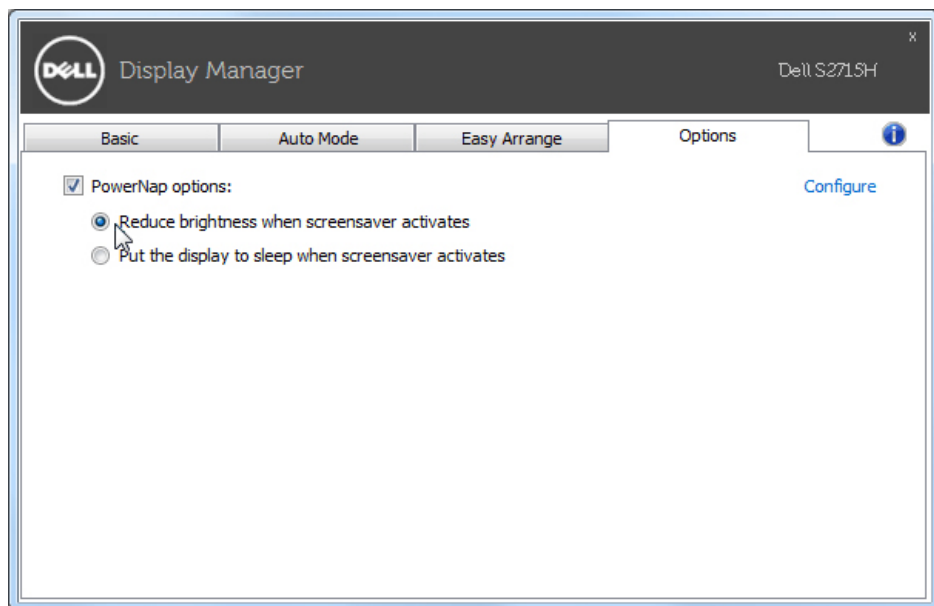 x
DELL Display Manager
Dell S2715H
Basic Auto Mode Easy Arrange Options i
PowerNap options: Configure
Reduce brightness when screensaver activates
Put the display to sleep when screensaver activates